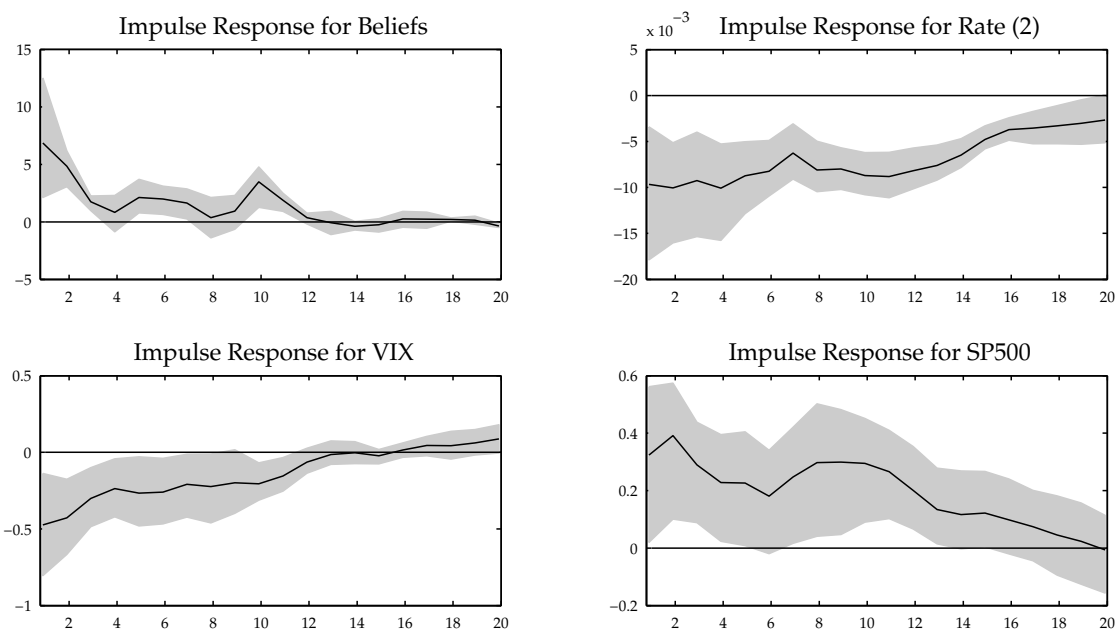 Impulse Response for Beliefs
15
10
5
0
−5
2 4 6 8 10 12 14 16 18 20
x 10⁻³
Impulse Response for Rate (2)
5
0
−5
−10
−15
−20
2 4 6 8 10 12 14 16 18 20
Impulse Response for VIX
0.5
0
−0.5
−1
2 4 6 8 10 12 14 16 18 20
Impulse Response for SP500
0.6
0.4
0.2
0
−0.2
2 4 6 8 10 12 14 16 18 20